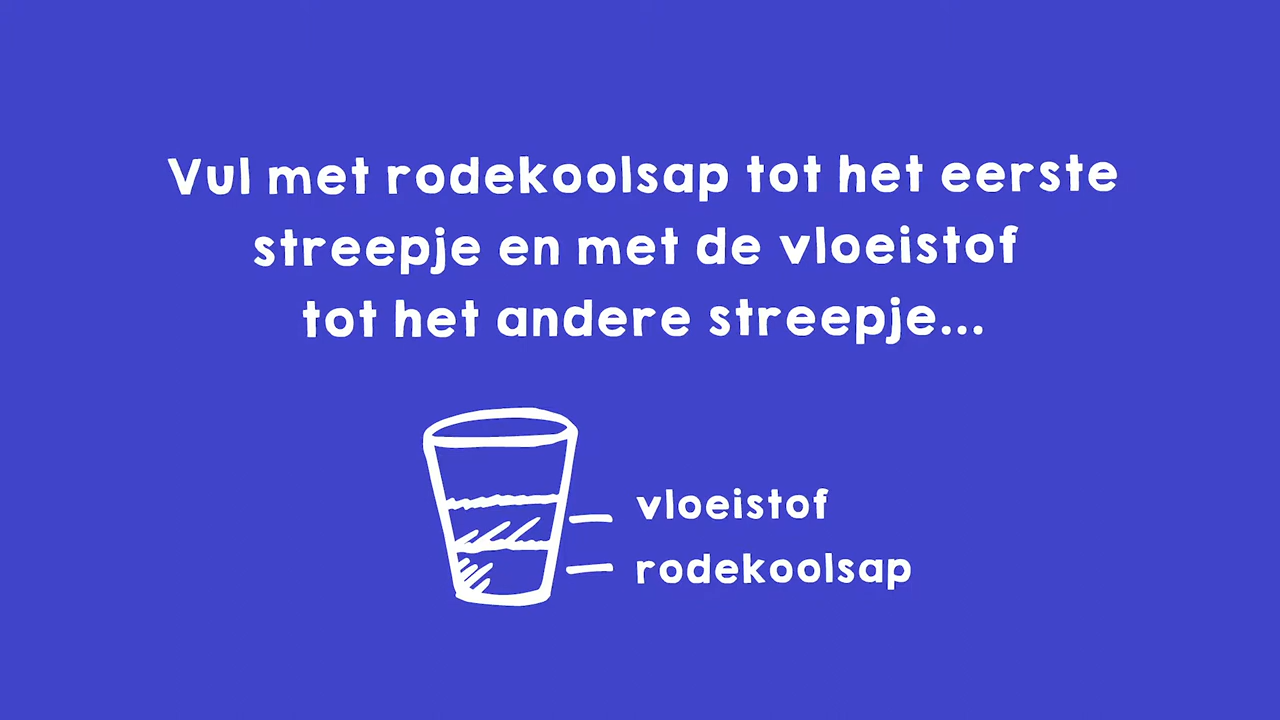 Vul met rodekoolsap tot het eerste
streepje en met de vloeistof
tot het andere streepje...
vloeistof
rodekoolsap